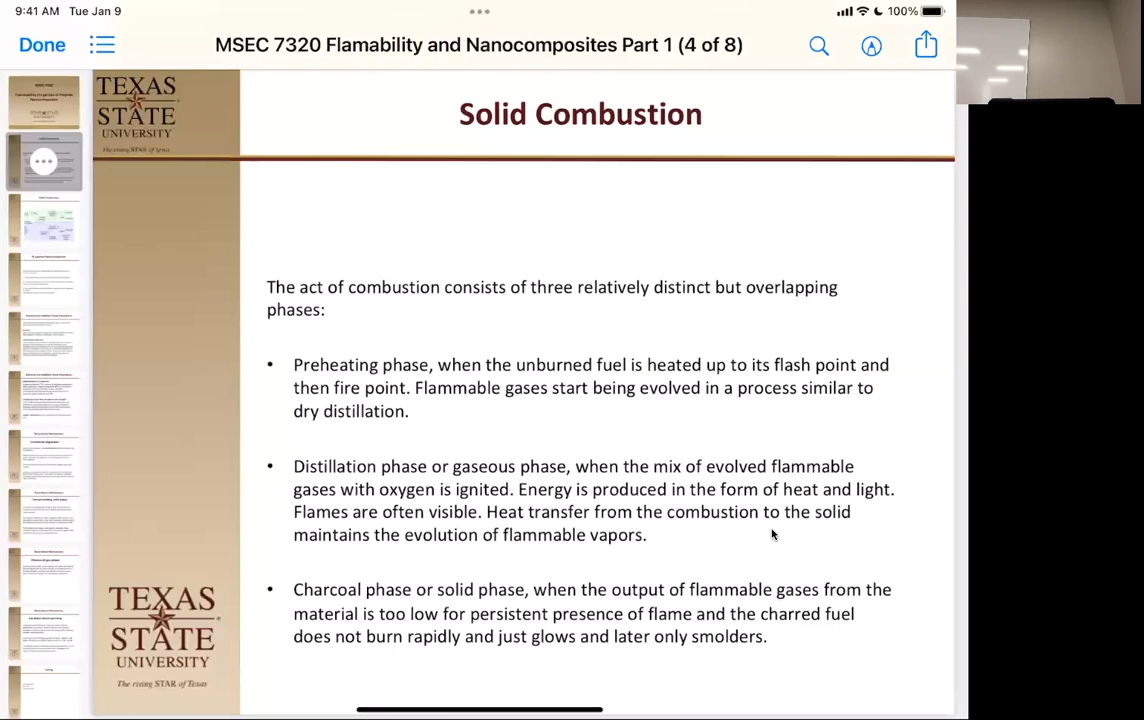 9:41 AM Tue Jan 9
100%
Done
MSEC 7320 Flamability and Nanocomposites Part 1 (4 of 8)
TEXAS
STATE
UNIVERSITY
The rising STAR of Texas
Solid Combustion
The act of combustion consists of three relatively distinct but overlapping
phases:
• Preheating phase, when the unburned fuel is heated up to its flash point and
then fire point. Flammable gases start being evolved in a process similar to
dry distillation.
• Distillation phase or gaseous phase, when the mix of evolved flammable
gases with oxygen is ignited. Energy is produced in the form of heat and light.
Flames are often visible. Heat transfer from the combustion to the solid
maintains the evolution of flammable vapors.
• Charcoal phase or solid phase, when the output of flammable gases from the
material is too low for persistent presence of flame and the charred fuel
does not burn rapidly and just glows and later only smolders.
TEXAS
STATE
UNIVERSITY
The rising STAR of Texas